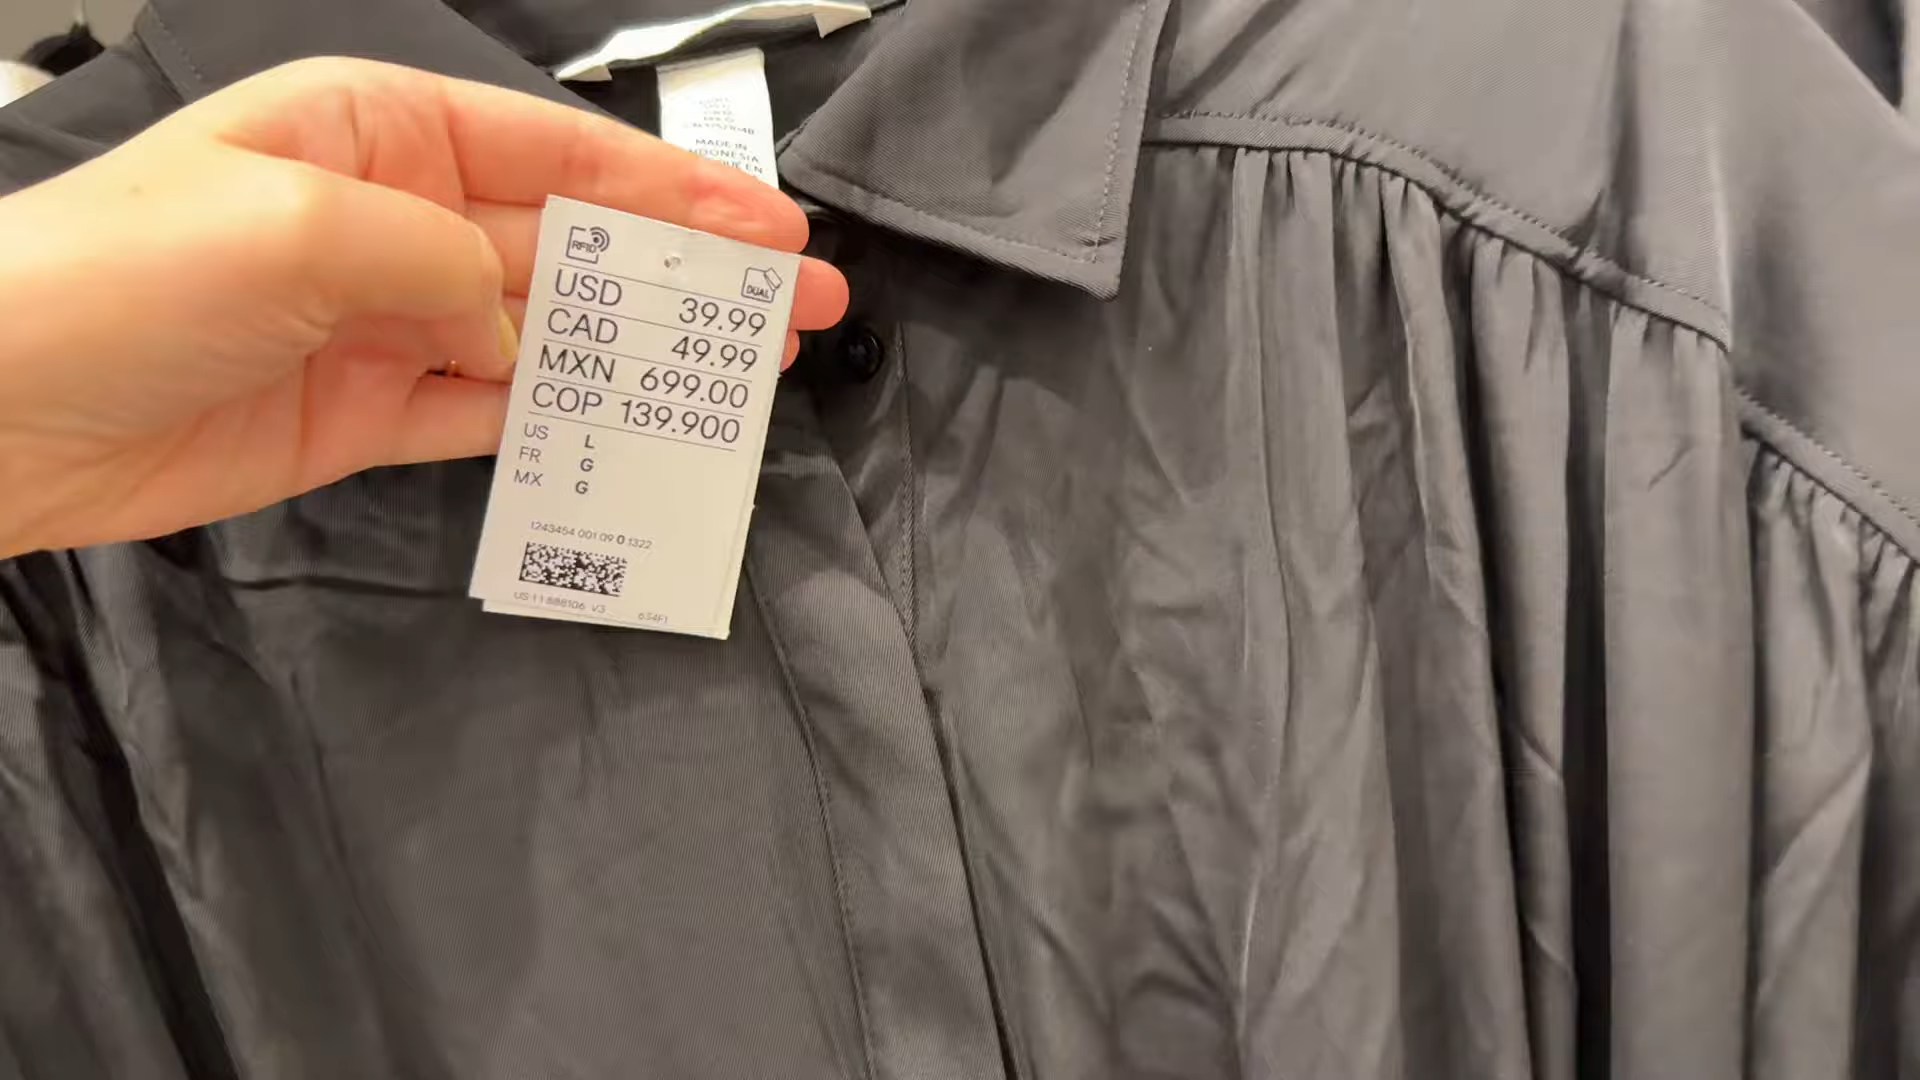 MADE IN
RFID
DUAL
USD 39.99
CAD 49.99
MXN 699.00
COP 139.900
US L
FR G
MX G
1243454 001 09 0 1322
US 11 888106 V3
634F1